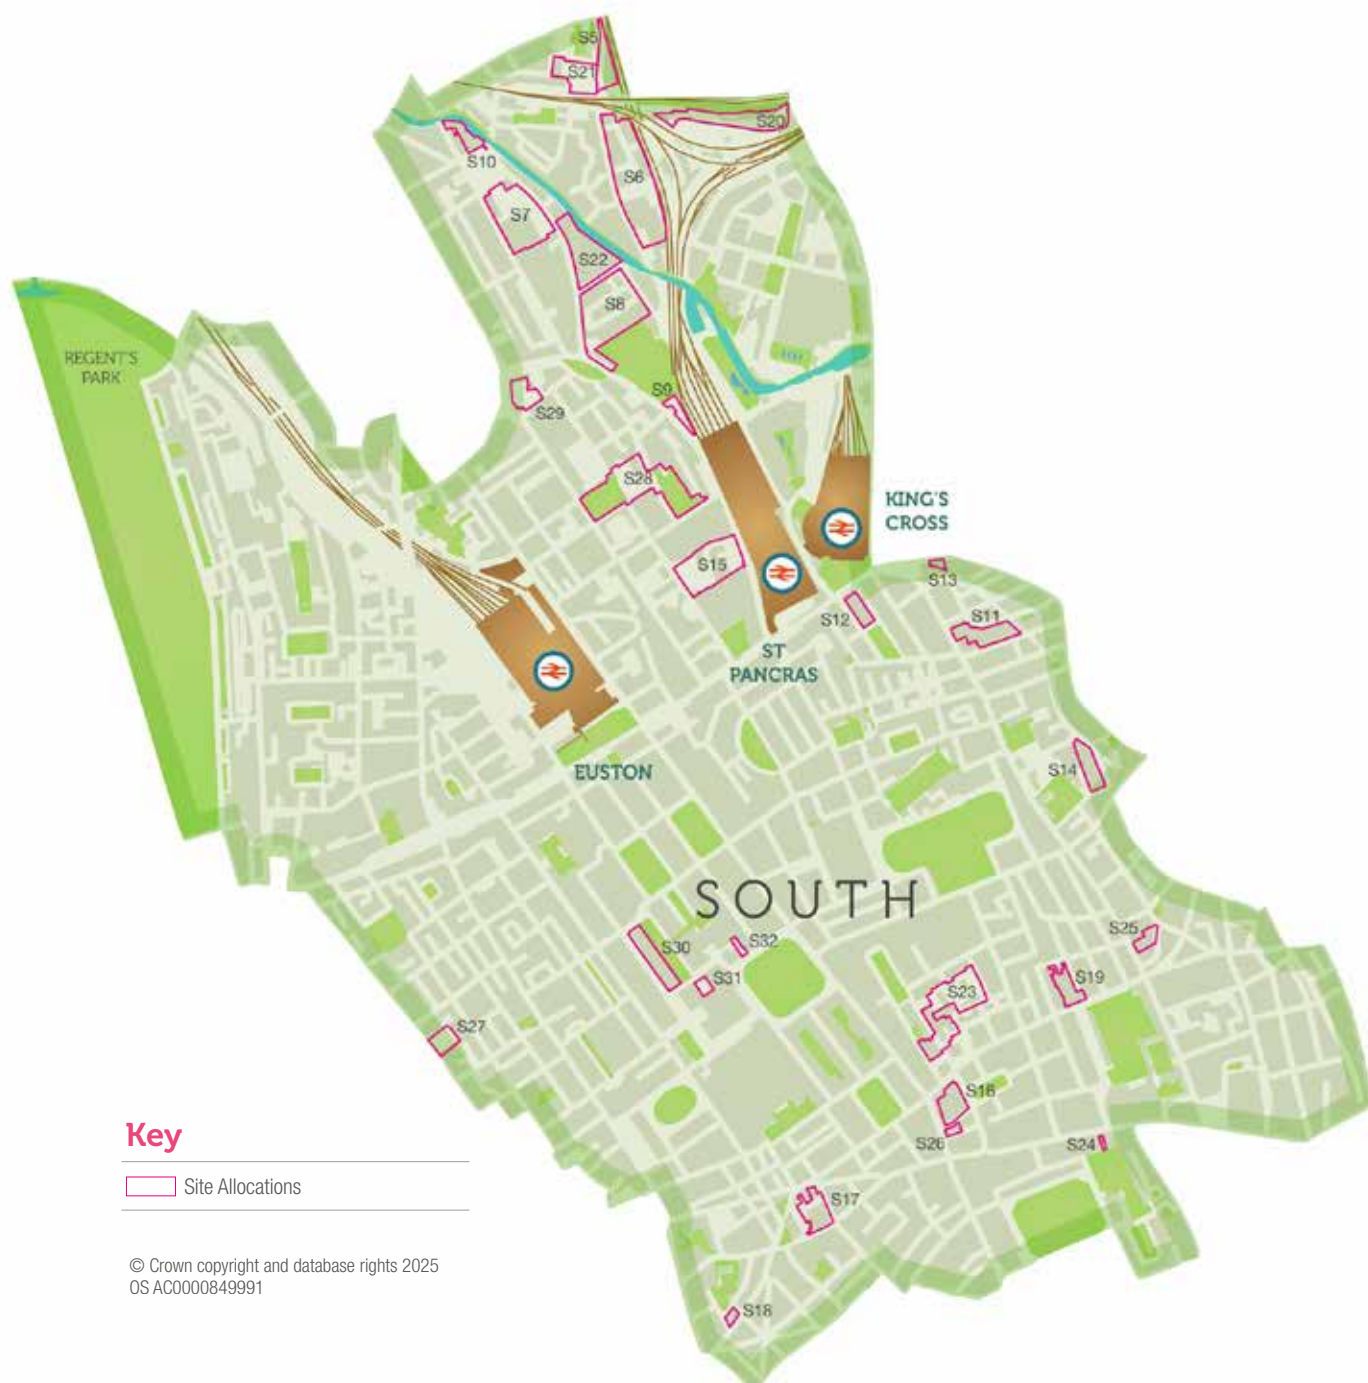 S5
S21
S20
S10
S6
S7
S22
S8
REGENT'S
PARK
S9
S29
S28
KING'S
CROSS
S15
S13
S12
S11
ST
PANCRAS
EUSTON
S14
SOUTH
S25
S30
S32
S31
S23
S19
S27
S16
S26
S24
S17
S18
Key
Site Allocations
© Crown copyright and database rights 2025
OS AC0000849991